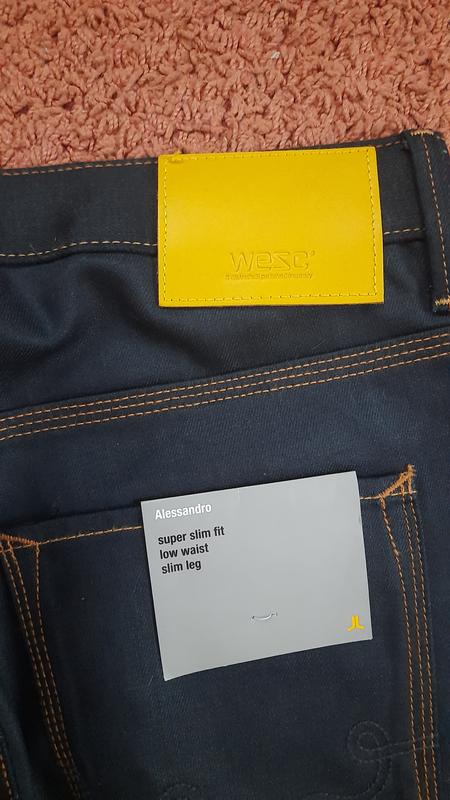 wesc
Alessandro
super slim fit
low waist
slim leg